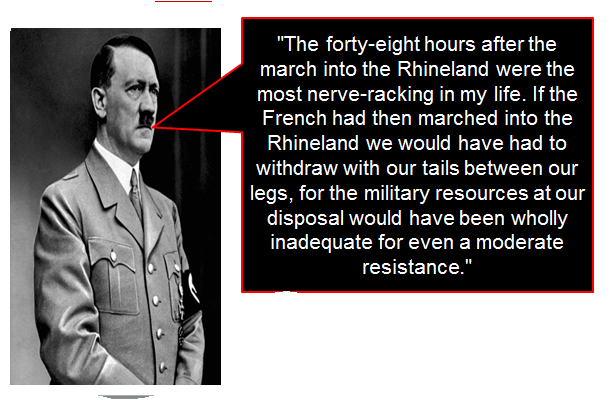 "The forty-eight hours after the
march into the Rhineland were the
most nerve-racking in my life. If the
French had then marched into the
Rhineland we would have had to
withdraw with our tails between our
legs, for the military resources at our
disposal would have been wholly
inadequate for even a moderate
resistance."